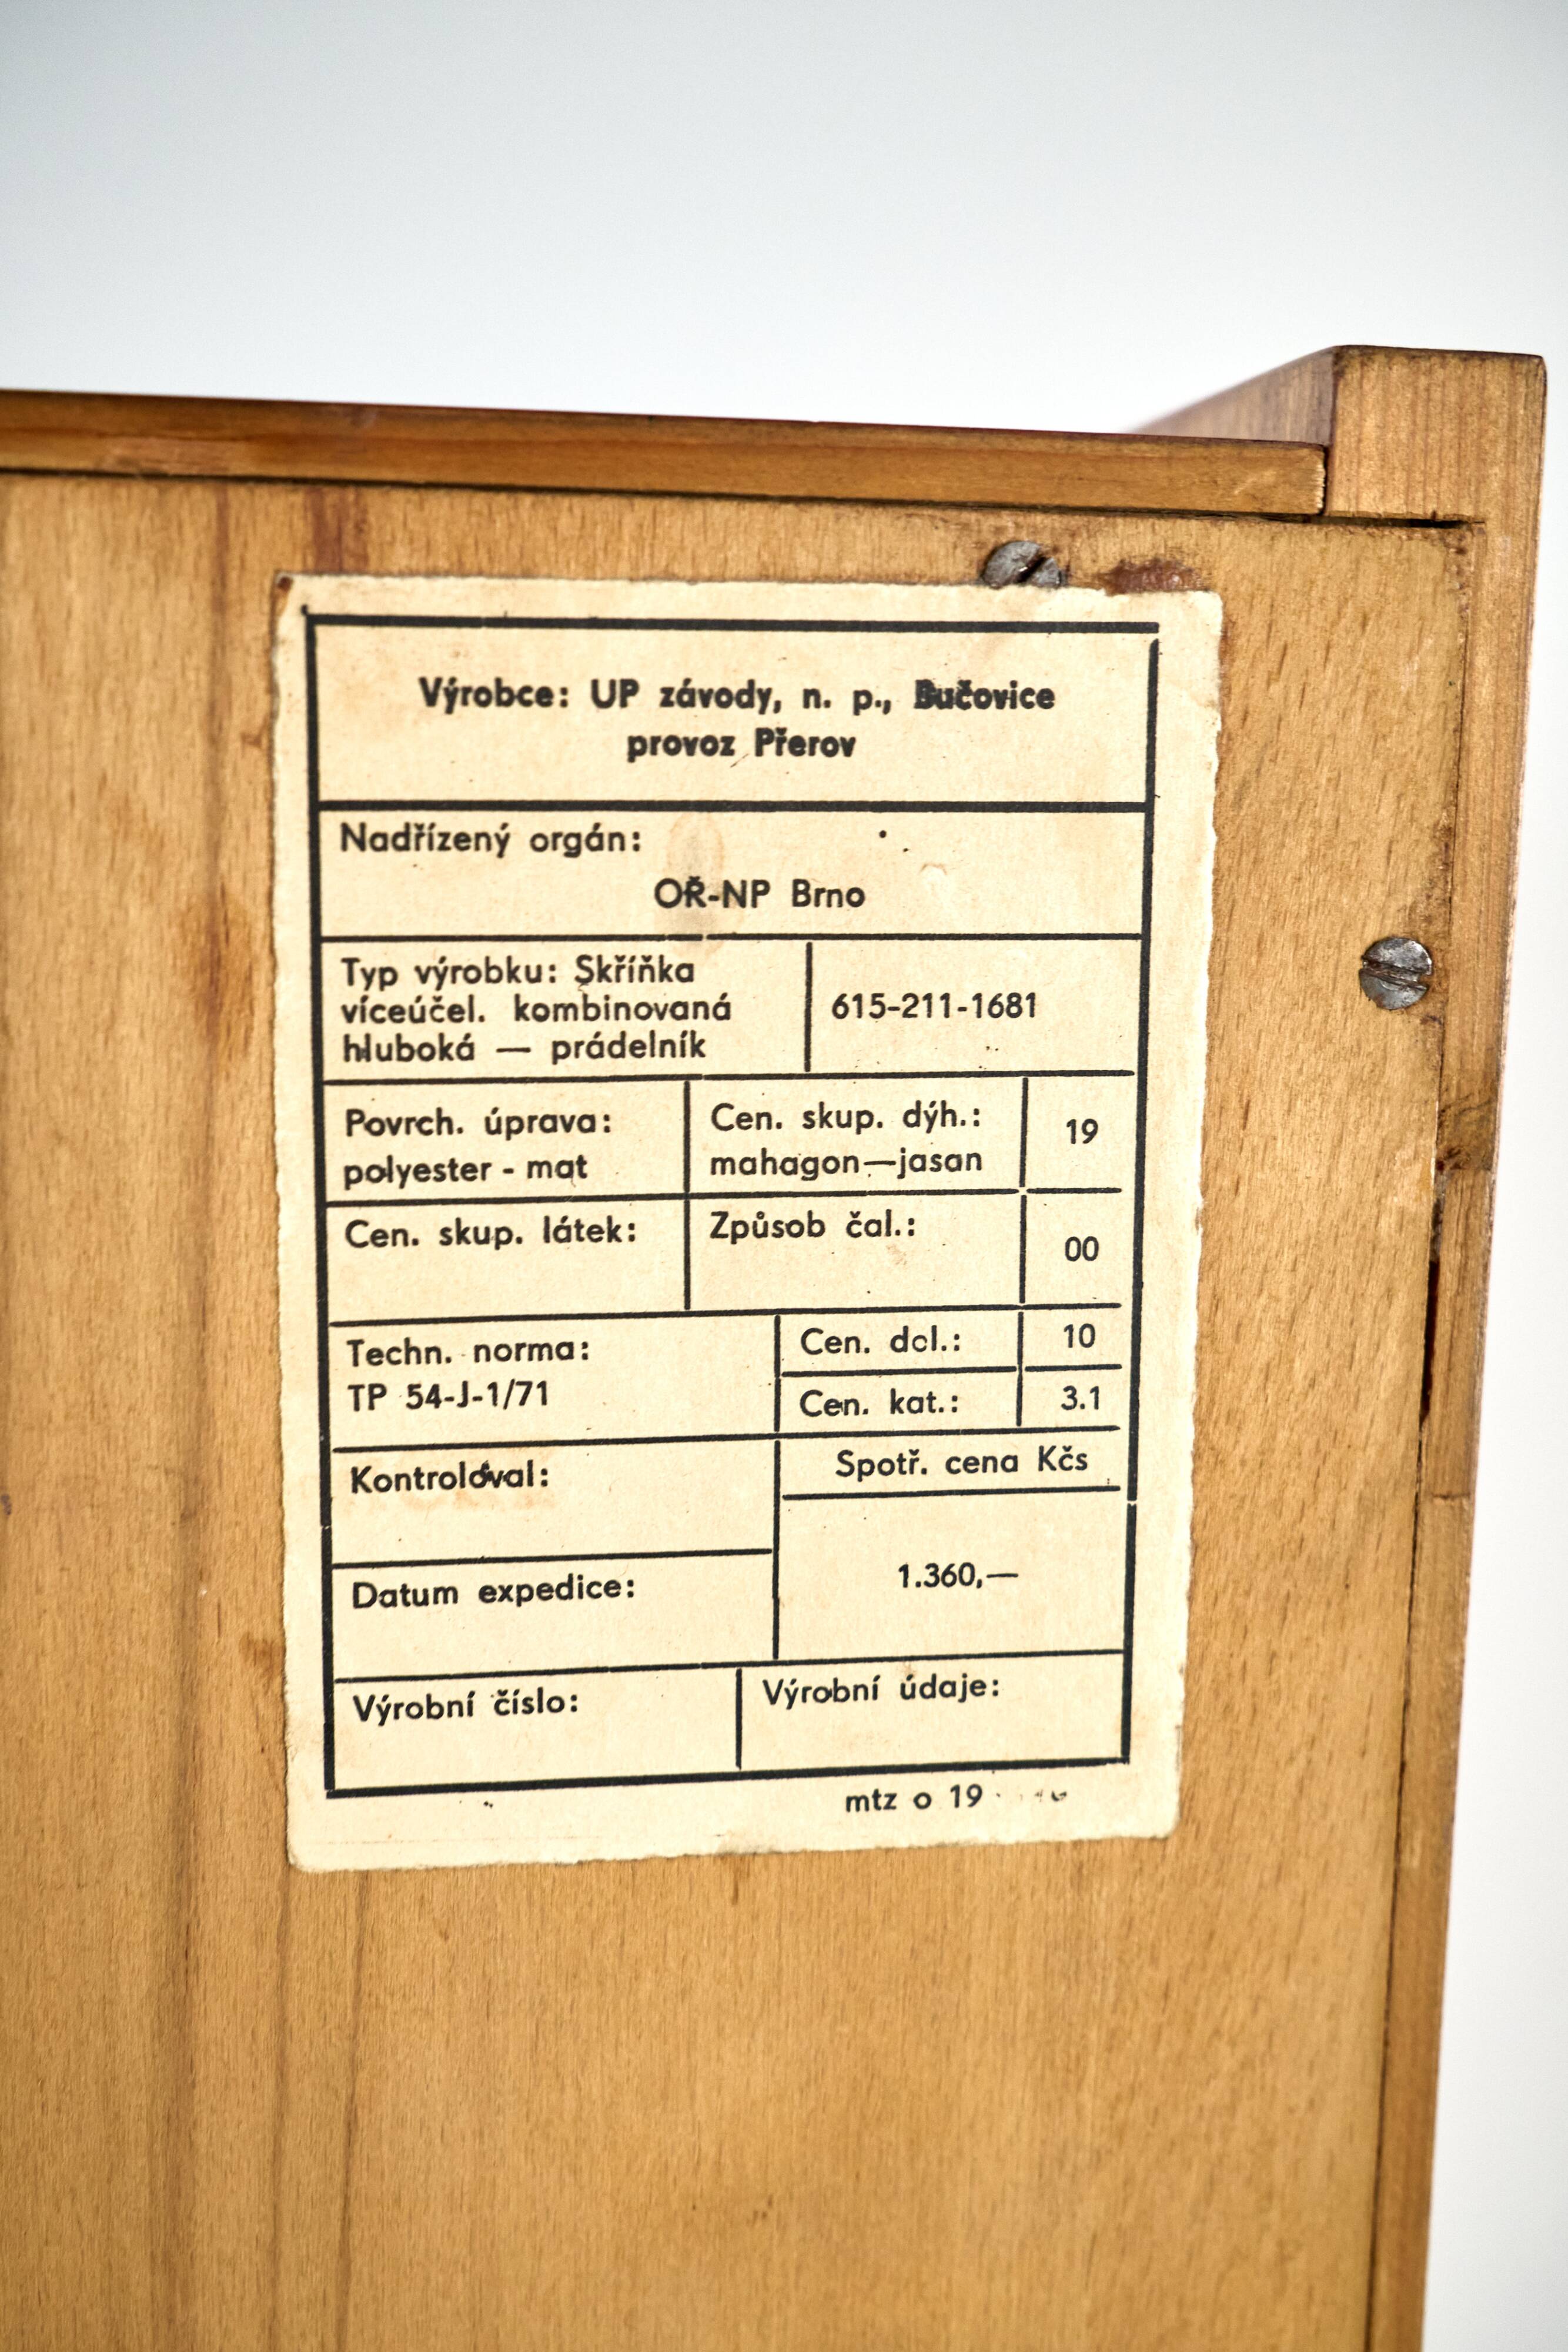 Výrobce: UP závody, n. p., Bučovice
provoz Přerov
Nadřízený orgán:
OŘ-NP Brno
Typ výrobku: Skříňka
víceúčel. kombinovaná
hluboká — prádelník
615-211-1681
Povrch. úprava:
polyester - mat
Cen. skup. dýh.:
mahagon—jasan
19
Cen. skup. látek:
Způsob čal.:
00
Techn. norma:
TP 54-J-1/71
Cen. dcl.:
10
Cen. kat.:
3.1
Kontroloval:
Spotř. cena Kčs
1.360,—
Datum expedice:
Výrobní číslo:
Výrobní údaje:
mtz o 19